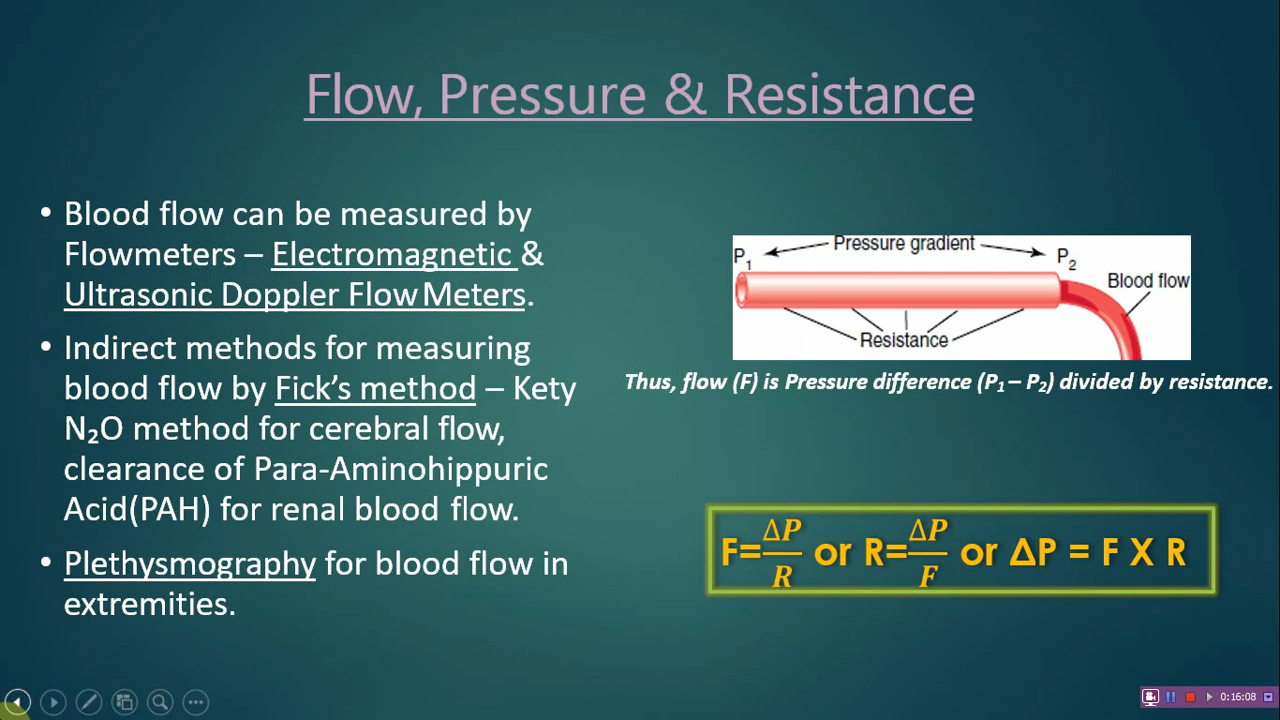 Flow, Pressure & Resistance
• Blood flow can be measured by
Flowmeters – Electromagnetic &
Ultrasonic Doppler Flow Meters.
• Indirect methods for measuring
blood flow by Fick's method – Kety
N₂O method for cerebral flow,
clearance of Para-Aminohippuric
Acid(PAH) for renal blood flow.
• Plethysmography for blood flow in
extremities.
Pressure gradient
P₁
P₂
Blood flow
Resistance
Thus, flow (F) is Pressure difference (P₁ – P₂) divided by resistance.
F=ΔP/R or R=ΔP/F or ΔP = F X R
0:16:08